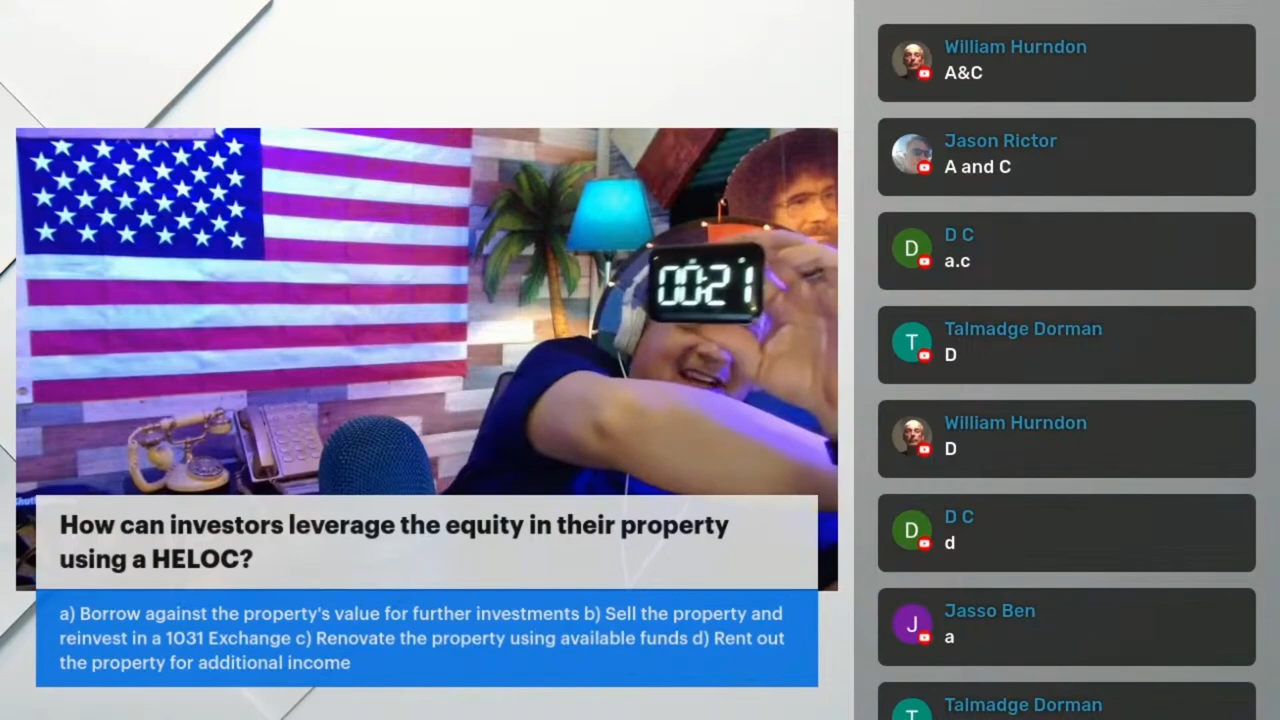 William Hurndon
A&C
Jason Rictor
A and C
D
D C
a.c
T
Talmadge Dorman
D
William Hurndon
D
D
D C
d
J
Jasso Ben
a
T
Talmadge Dorman
00:21
How can investors leverage the equity in their property
using a HELOC?
a) Borrow against the property's value for further investments b) Sell the property and
reinvest in a 1031 Exchange c) Renovate the property using available funds d) Rent out
the property for additional income